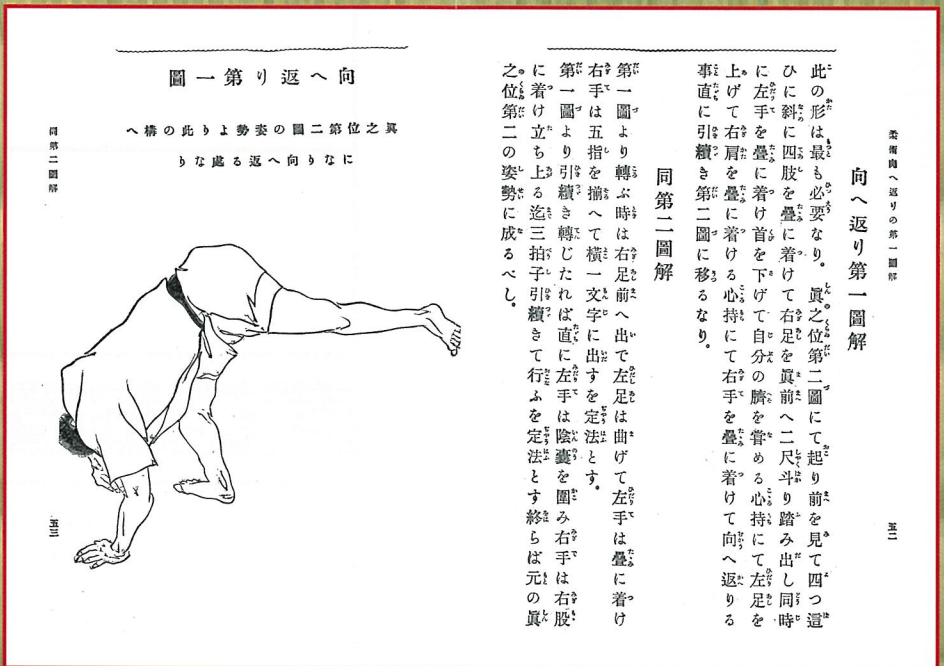 柔術向へ返りの第一圖解
五二
向へ返り第一圖解
此の形は最も必要なり。眞之位第二圖にて起り前を見て四つ這
ひに斜に四肢を疊に着けて右足を眞前へ二尺斗り踏み出し同時
に左手を疊に着け首を下げて自分の臍を甞める心持にて左足を
上げて右肩を疊に着ける心持にて右手を疊に着けて向へ返りる
事直に引續き第二圖に移るなり。
同第二圖解
第一圖より轉ぶ時は右足前へ出で左足は曲げて左手は疊に着け
右手は五指を揃へて橫一文字に出すを定法とす。
第一圖より引續き轉じたれば直に左手は陰嚢を圍み右手は右股
に着け立ち上る迄三拍子引續きて行ふを定法とす終らば元の眞
之位第二の姿勢に成るべし。
向へ返り第一圖
眞之位第二圖の姿勢より此の構へ
になり向へ返る處なり
同第二圖解
五三